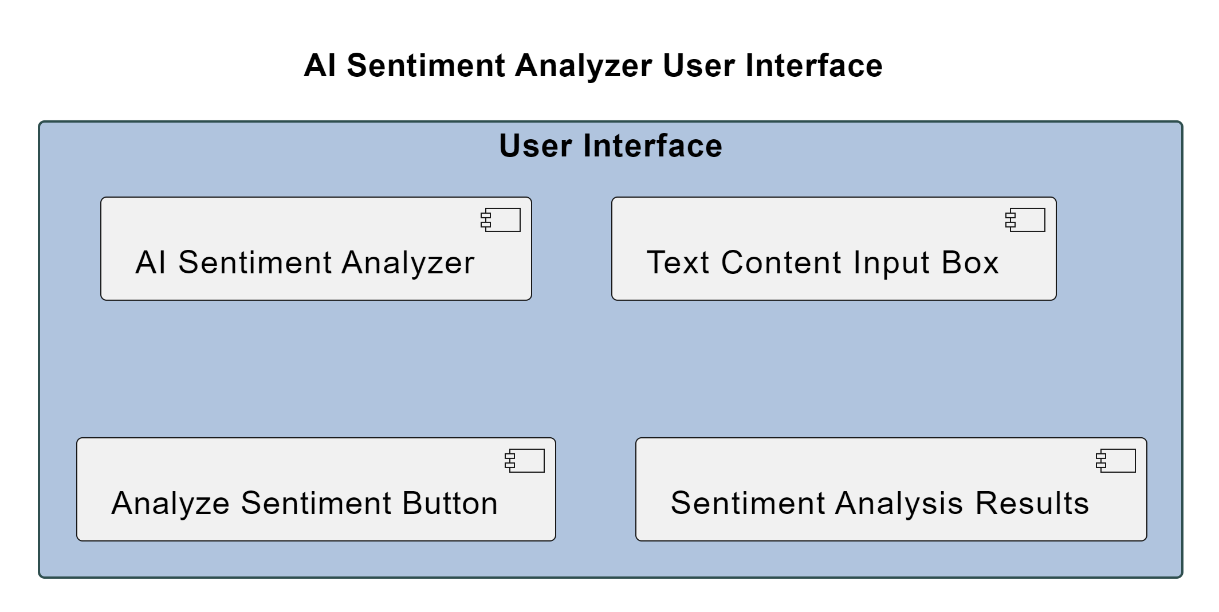 AI Sentiment Analyzer User Interface
User Interface
AI Sentiment Analyzer
Text Content Input Box
Analyze Sentiment Button
Sentiment Analysis Results